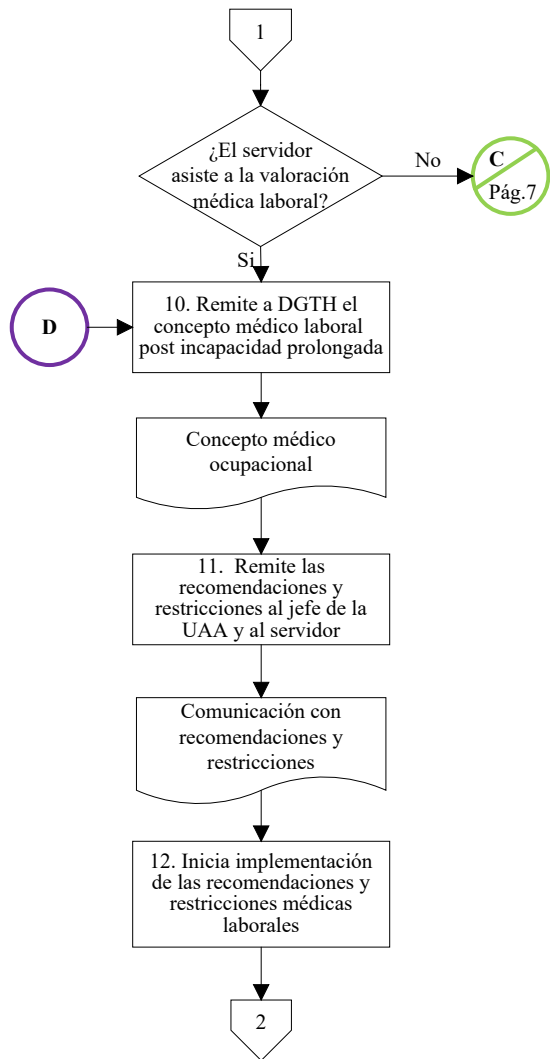 1
¿El servidor
asiste a la valoración
médica laboral?
No
C
Pág.7
Si
D
10. Remite a DGTH el
concepto médico laboral
post incapacidad prolongada
Concepto médico
ocupacional
11. Remite las
recomendaciones y
restricciones al jefe de la
UAA y al servidor
Comunicación con
recomendaciones y
restricciones
12. Inicia implementación
de las recomendaciones y
restricciones médicas
laborales
2